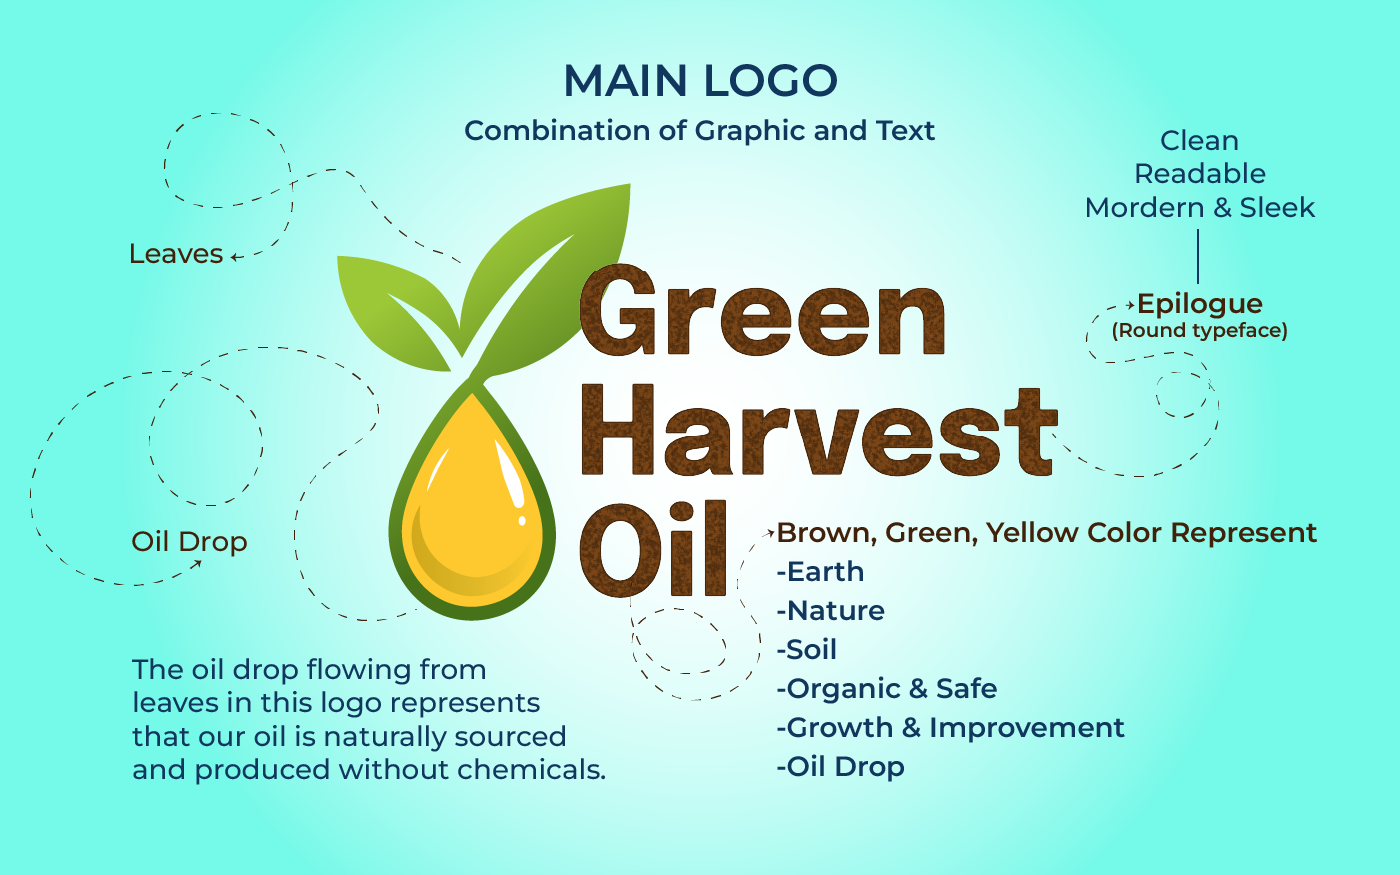 MAIN LOGO
Combination of Graphic and Text
Clean
Readable
Mordern & Sleek
Leaves
Epilogue
(Round typeface)
Green
Harvest
Oil
Oil Drop
Brown, Green, Yellow Color Represent
-Earth
-Nature
-Soil
-Organic & Safe
-Growth & Improvement
-Oil Drop
The oil drop flowing from
leaves in this logo represents
that our oil is naturally sourced
and produced without chemicals.